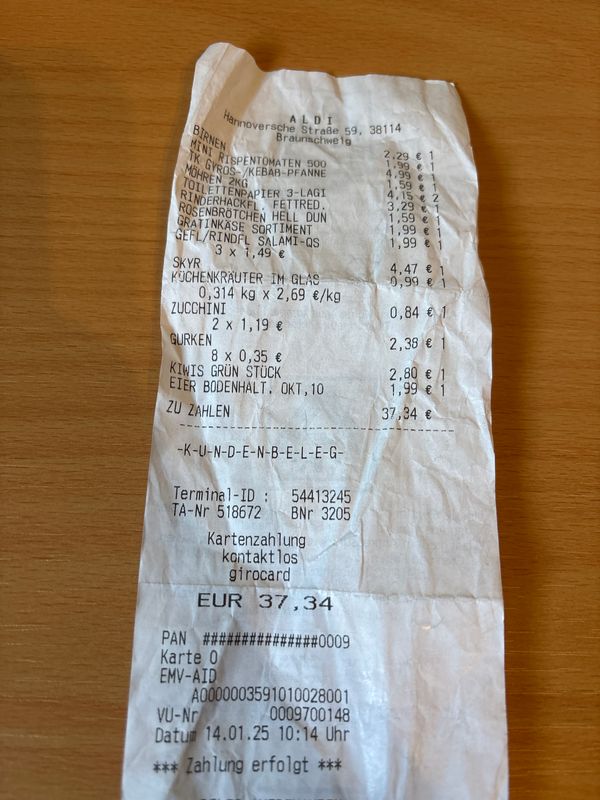 ALDI
Hannoversche Straße 59, 38114
Braunschweig
BIRNEN 2,29 € 1
MINI RISPENTOMATEN 500 1,99 € 1
TK GYROS-/KEBAB-PFANNE 4,99 € 1
MÖHREN 2KG 1,59 € 1
TOILETTENPAPIER 3-LAGI 4,15 € 2
RINDERHACKFL. FETTRED. 3,29 € 1
ROSENBRÖTCHEN HELL DUN 1,59 € 1
GRATINKÄSE SORTIMENT 1,99 € 1
GEFL/RINDFL SALAMI-QS 1,99 € 1
3 x 1,49 €
SKYR 4,47 € 1
KÜCHENKRÄUTER IM GLAS 0,99 € 1
0,314 kg x 2,69 €/kg
ZUCCHINI 0,84 € 1
2 x 1,19 €
GURKEN 2,38 € 1
8 x 0,35 €
KIWIS GRÜN STÜCK 2,80 € 1
EIER BODENHALT. OKT,10 1,99 € 1
ZU ZAHLEN 37,34 €
-K-U-N-D-E-N-B-E-L-E-G-
Terminal-ID : 54413245
TA-Nr 518672 BNr 3205
Kartenzahlung
kontaktlos
girocard
EUR 37,34
PAN ###############0009
Karte 0
EMV-AID
A0000003591010028001
VU-Nr 0009700148
Datum 14.01.25 10:14 Uhr
*** Zahlung erfolgt ***